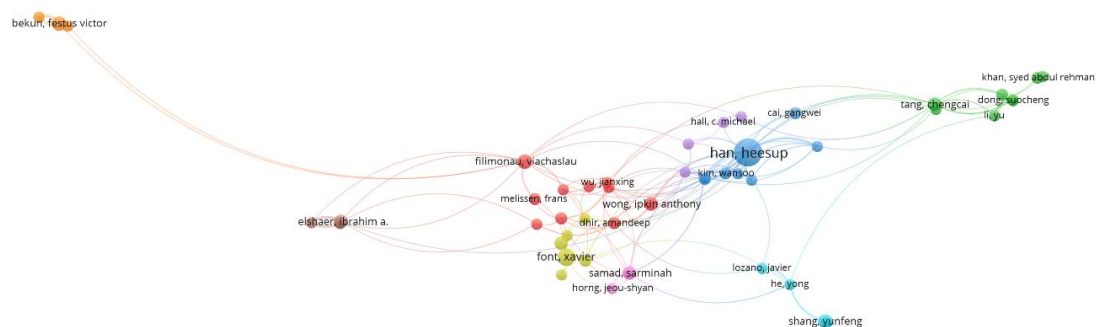 bekun, festus victor
khan, syed abdul rehman
dong, suocheng
tang, chengcai
li, yu
cai, gangwei
hall, c. michael
han, heesup
filimonau, viachaslau
kim, wansoo
wu, jianxing
melissen, frans
wong, ipkin anthony
elshaer, ibrahim a.
dhir, amandeep
font, xavier
lozano, javier
samad, sarminah
he, yong
horng, jeou-shyan
shang, yunfeng